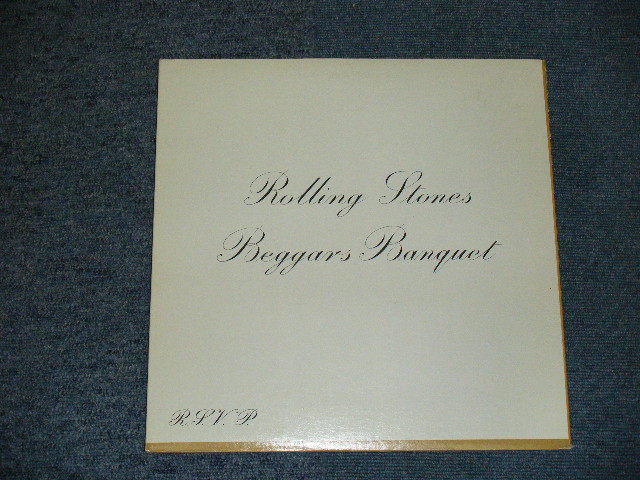 Rolling Stones
Beggars Banquet
R.S.V.P.